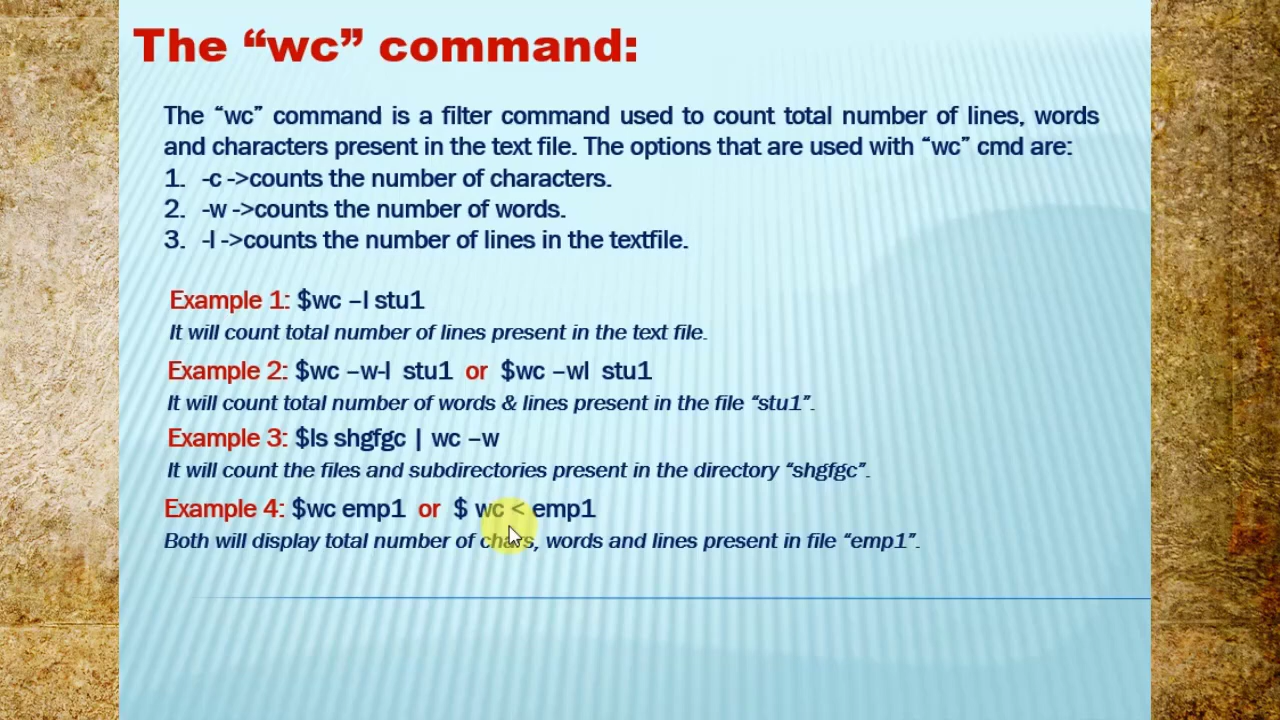 The “wc” command:
The “wc” command is a filter command used to count total number of lines, words
and characters present in the text file. The options that are used with “wc” cmd are:
1. -c ->counts the number of characters.
2. -w ->counts the number of words.
3. -l ->counts the number of lines in the textfile.
Example 1: $wc –l stu1
It will count total number of lines present in the text file.
Example 2: $wc –w-l stu1 or $wc –wl stu1
It will count total number of words & lines present in the file “stu1”.
Example 3: $ls shgfgc | wc –w
It will count the files and subdirectories present in the directory “shgfgc”.
Example 4: $wc emp1 or $ wc < emp1
Both will display total number of chars, words and lines present in file “emp1”.